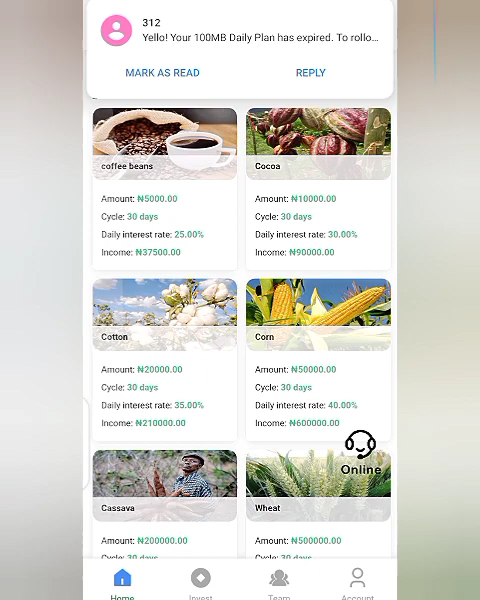 312
Yello! Your 100MB Daily Plan has expired. To rollo...
MARK AS READ
REPLY
coffee beans
Cocoa
Amount: ₦5000.00
Cycle: 30 days
Daily interest rate: 25.00%
Income: ₦37500.00
Amount: ₦10000.00
Cycle: 30 days
Daily interest rate: 30.00%
Income: ₦90000.00
Cotton
Corn
Amount: ₦20000.00
Cycle: 30 days
Daily interest rate: 35.00%
Income: ₦210000.00
Amount: ₦50000.00
Cycle: 30 days
Daily interest rate: 40.00%
Income: ₦600000.00
Online
Cassava
Wheat
Amount: ₦200000.00
Cycle: 30 days
Amount: ₦500000.00
Cycle: 30 days
Home
Invest
Team
Account